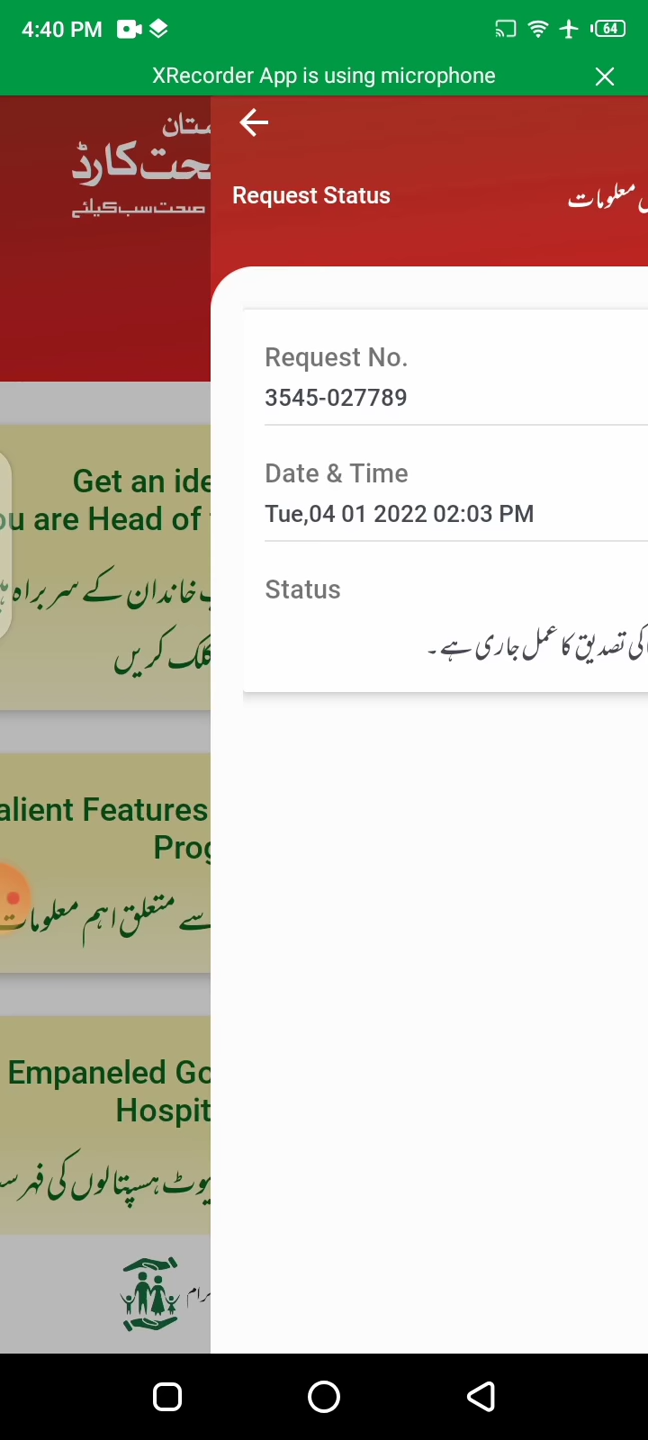 4:40 PM
64
XRecorder App is using microphone
صحت کارڈ
صحت سب کیلئے
Request Status
معلومات
Request No.
3545-027789
Date & Time
Tue,04 01 2022 02:03 PM
Status
کی تصدیق کا عمل جاری ہے۔
Get an ide
ou are Head of
خاندان کے سربراہ
کلک کریں
alient Features
Prog
سے متعلق اہم معلومات
Empaneled Go
Hospit
ہسپتالوں کی فہرست